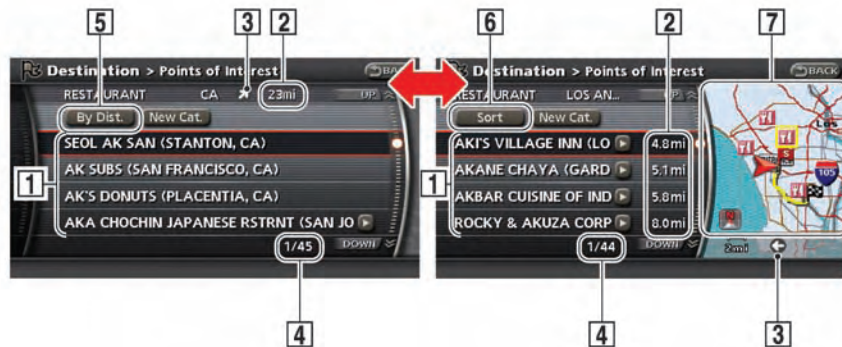 5 3 2 6 7
Destination > Points of Interest BACK
RESTAURANT CA 23mi UP
By Dist. New Cat.
SEOL AK SAN (STANTON, CA)
AK SUBS (SAN FRANCISCO, CA)
AK'S DONUTS (PLACENTIA, CA)
AKA CHOCHIN JAPANESE RSTRNT (SAN JO
1/45 DOWN
1
4
Destination > Points of Interest BACK
RESTAURANT LOS AN... UP
Sort New Cat.
AKI'S VILLAGE INN (LO 4.8mi
AKANE CHAYA (GARD 5.1mi
AKBAR CUISINE OF IND 5.8mi
ROCKY & AKUZA CORP 8.0mi
1/44 DOWN
2
1
Los
105
S
N
2mi
4 3